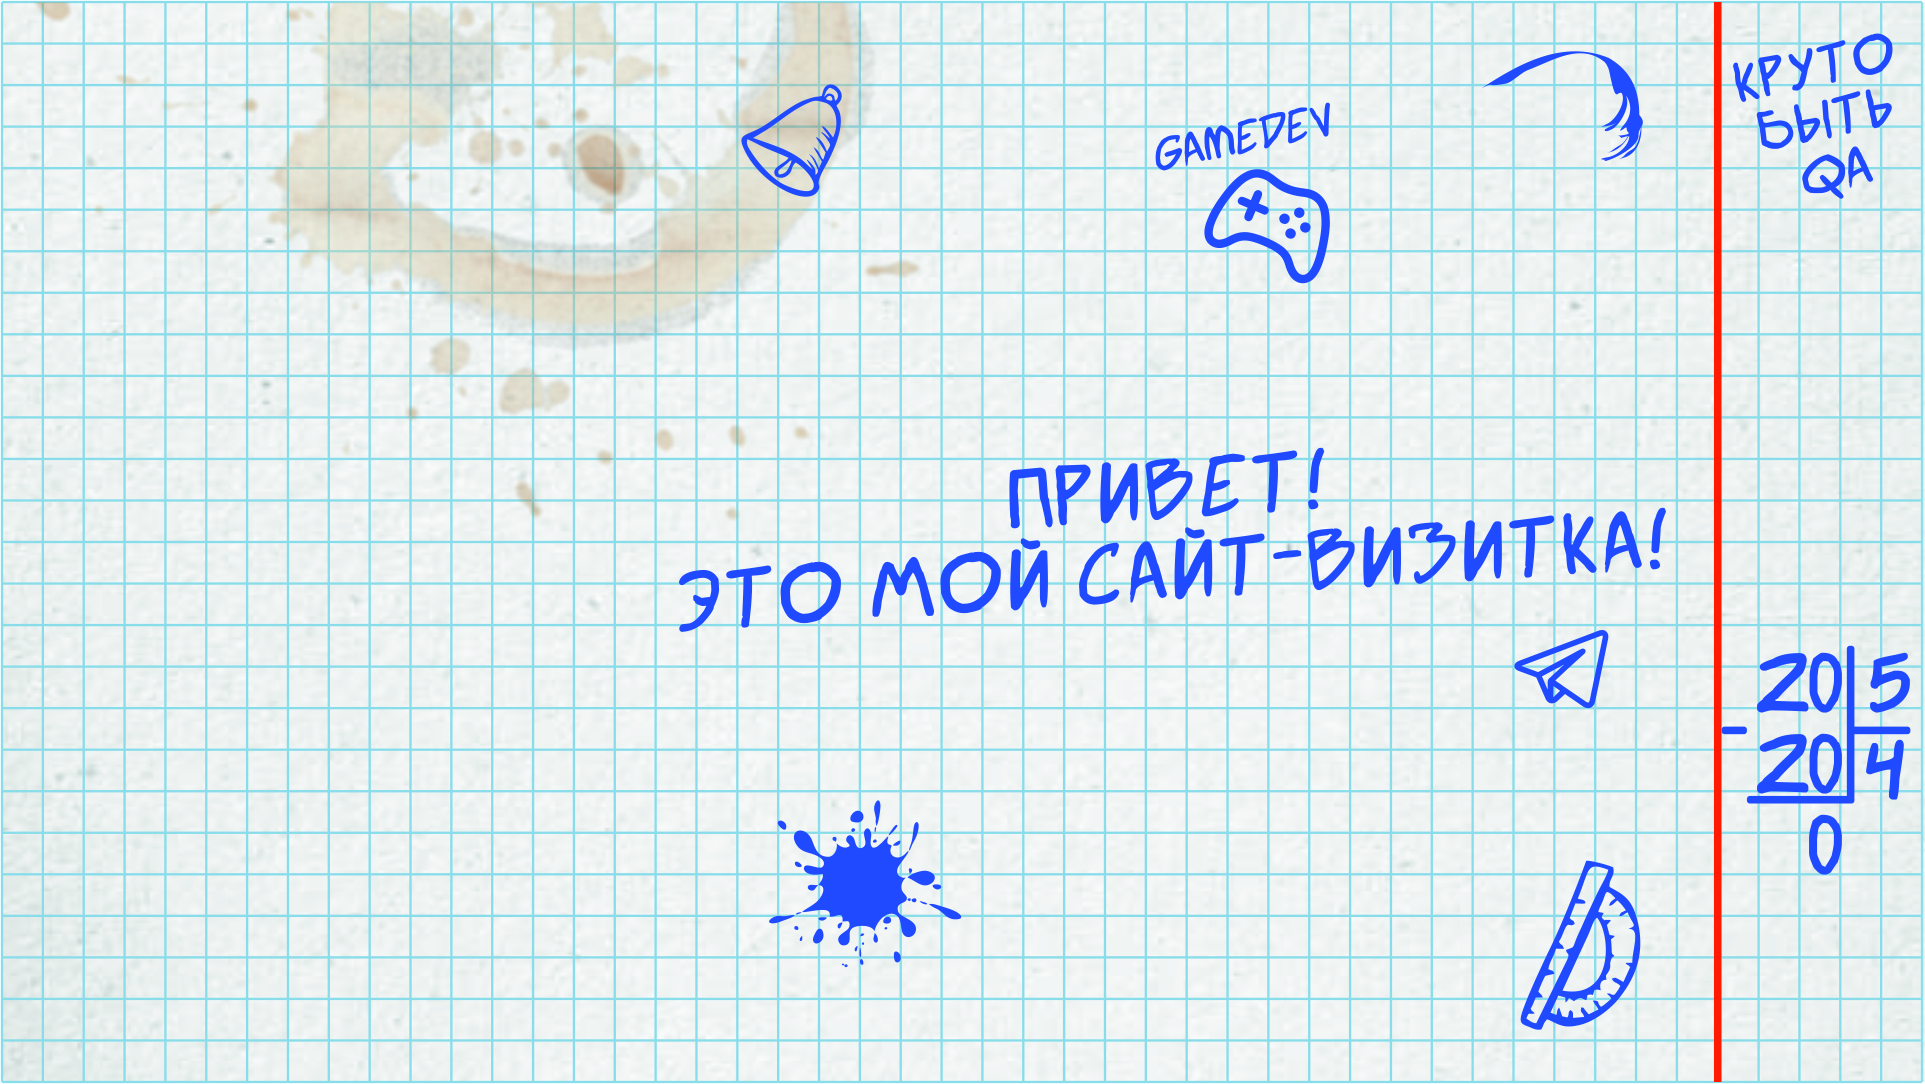 GAMEDEV
КРУТО
БЫТЬ
QA
ПРИВЕТ!
ЭТО МОЙ САЙТ-ВИЗИТКА!
20 5
- 20 4
0